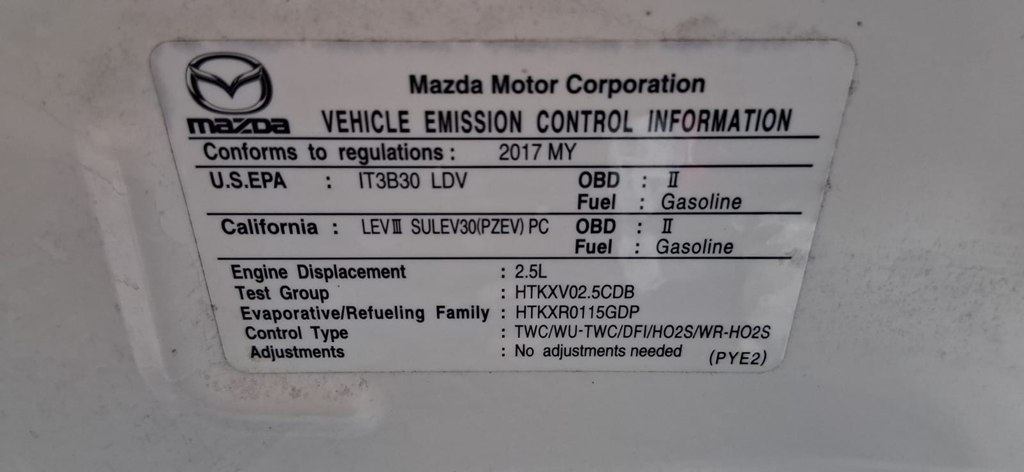 mazda
Mazda Motor Corporation
VEHICLE EMISSION CONTROL INFORMATION
Conforms to regulations : 2017 MY
U.S.EPA : IT3B30 LDV OBD : II
Fuel : Gasoline
California : LEVIII SULEV30(PZEV) PC OBD : II
Fuel : Gasoline
Engine Displacement : 2.5L
Test Group : HTKXV02.5CDB
Evaporative/Refueling Family : HTKXR0115GDP
Control Type : TWC/WU-TWC/DFI/HO2S/WR-HO2S
Adjustments : No adjustments needed (PYE2)